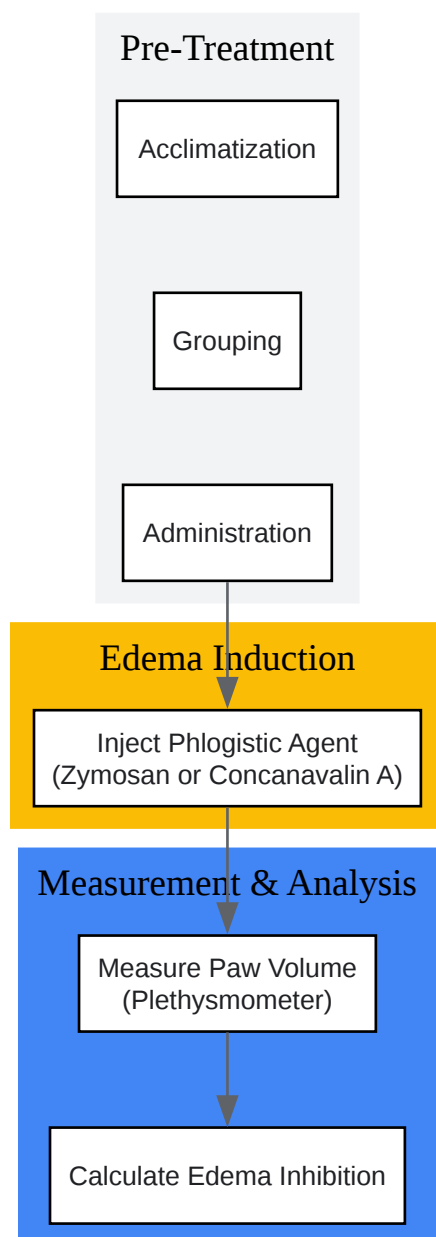 Pre-Treatment
Acclimatization
Grouping
Administration
Edema Induction
Inject Phlogistic Agent
(Zymosan or Concanavalin A)
Measurement & Analysis
Measure Paw Volume
(Plethysmometer)
Calculate Edema Inhibition